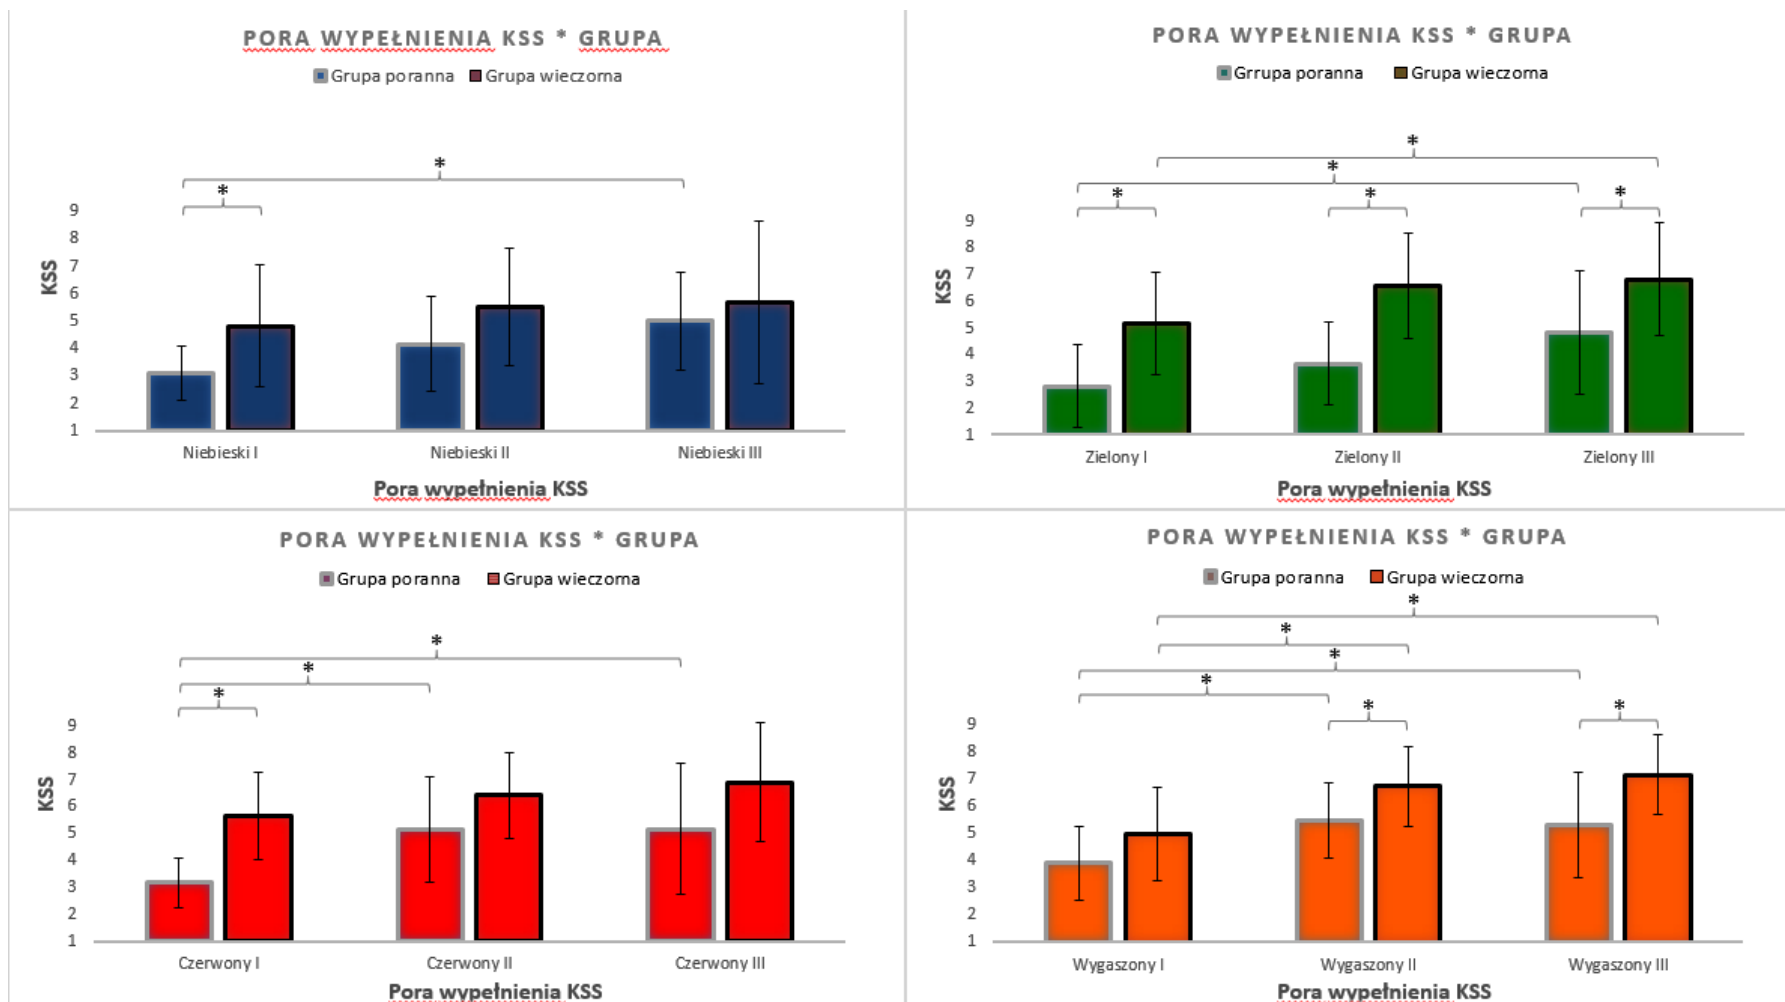 PORA WYPEŁNIENIA KSS * GRUPA
Grupa poranna Grupa wieczorna
*
*
9
8
7
6
5
4
3
2
1
KSS
Niebieski I Niebieski II Niebieski III
Pora wypełnienia KSS
PORA WYPEŁNIENIA KSS * GRUPA
Grrupa poranna Grupa wieczorna
*
*
* * *
9
8
7
6
5
4
3
2
1
KSS
Zielony I Zielony II Zielony III
Pora wypełnienia KSS
PORA WYPEŁNIENIA KSS * GRUPA
Grupa poranna Grupa wieczorna
*
*
*
9
8
7
6
5
4
3
2
1
KSS
Czerwony I Czerwony II Czerwony III
Pora wypełnienia KSS
PORA WYPEŁNIENIA KSS * GRUPA
Grupa poranna Grupa wieczorna
*
*
*
*
* *
9
8
7
6
5
4
3
2
1
KSS
Wygaszony I Wygaszony II Wygaszony III
Pora wypełnienia KSS